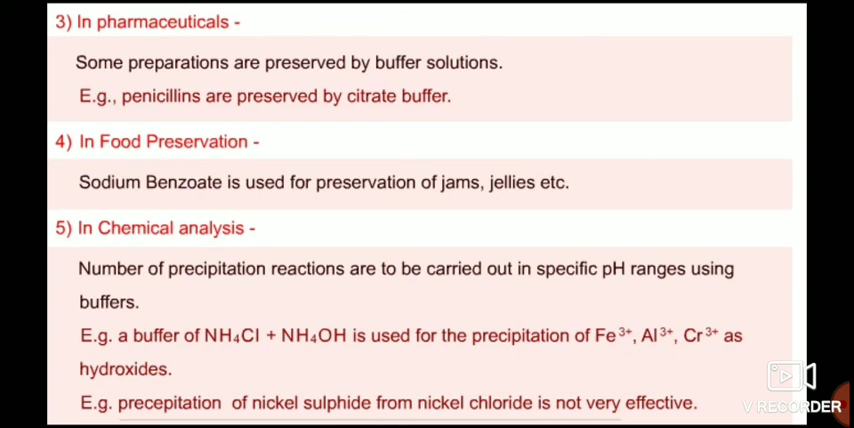 3) In pharmaceuticals -
Some preparations are preserved by buffer solutions.
E.g., penicillins are preserved by citrate buffer.
4) In Food Preservation -
Sodium Benzoate is used for preservation of jams, jellies etc.
5) In Chemical analysis -
Number of precipitation reactions are to be carried out in specific pH ranges using
buffers.
E.g. a buffer of NH₄Cl + NH₄OH is used for the precipitation of Fe³⁺, Al³⁺, Cr³⁺ as
hydroxides.
E.g. precepitation of nickel sulphide from nickel chloride is not very effective.
V RECORDER